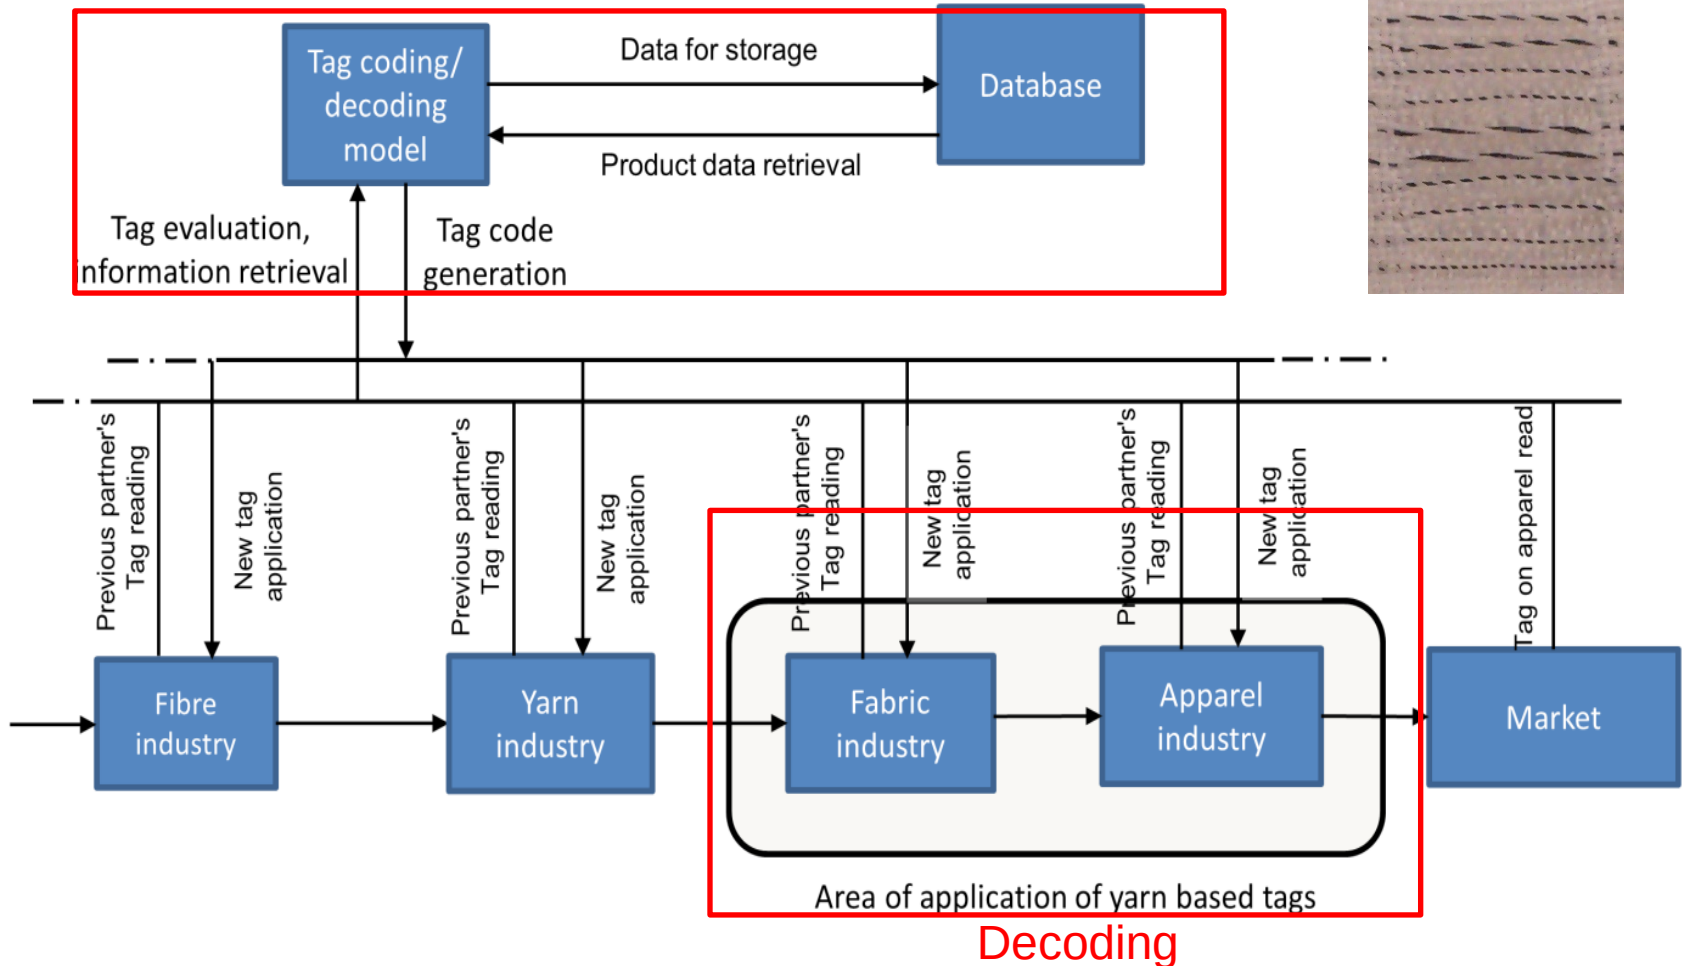 Tag coding/
decoding
model
Data for storage
Database
Product data retrieval
Tag evaluation,
information retrieval
Tag code
generation
Previous partner's
Tag reading
New tag
application
Previous partner's
Tag reading
New tag
application
Previous partner's
Tag reading
New tag
application
Previous partner's
Tag reading
New tag
application
Tag on apparel read
Fibre
industry
Yarn
industry
Fabric
industry
Apparel
industry
Market
Area of application of yarn based tags
Decoding